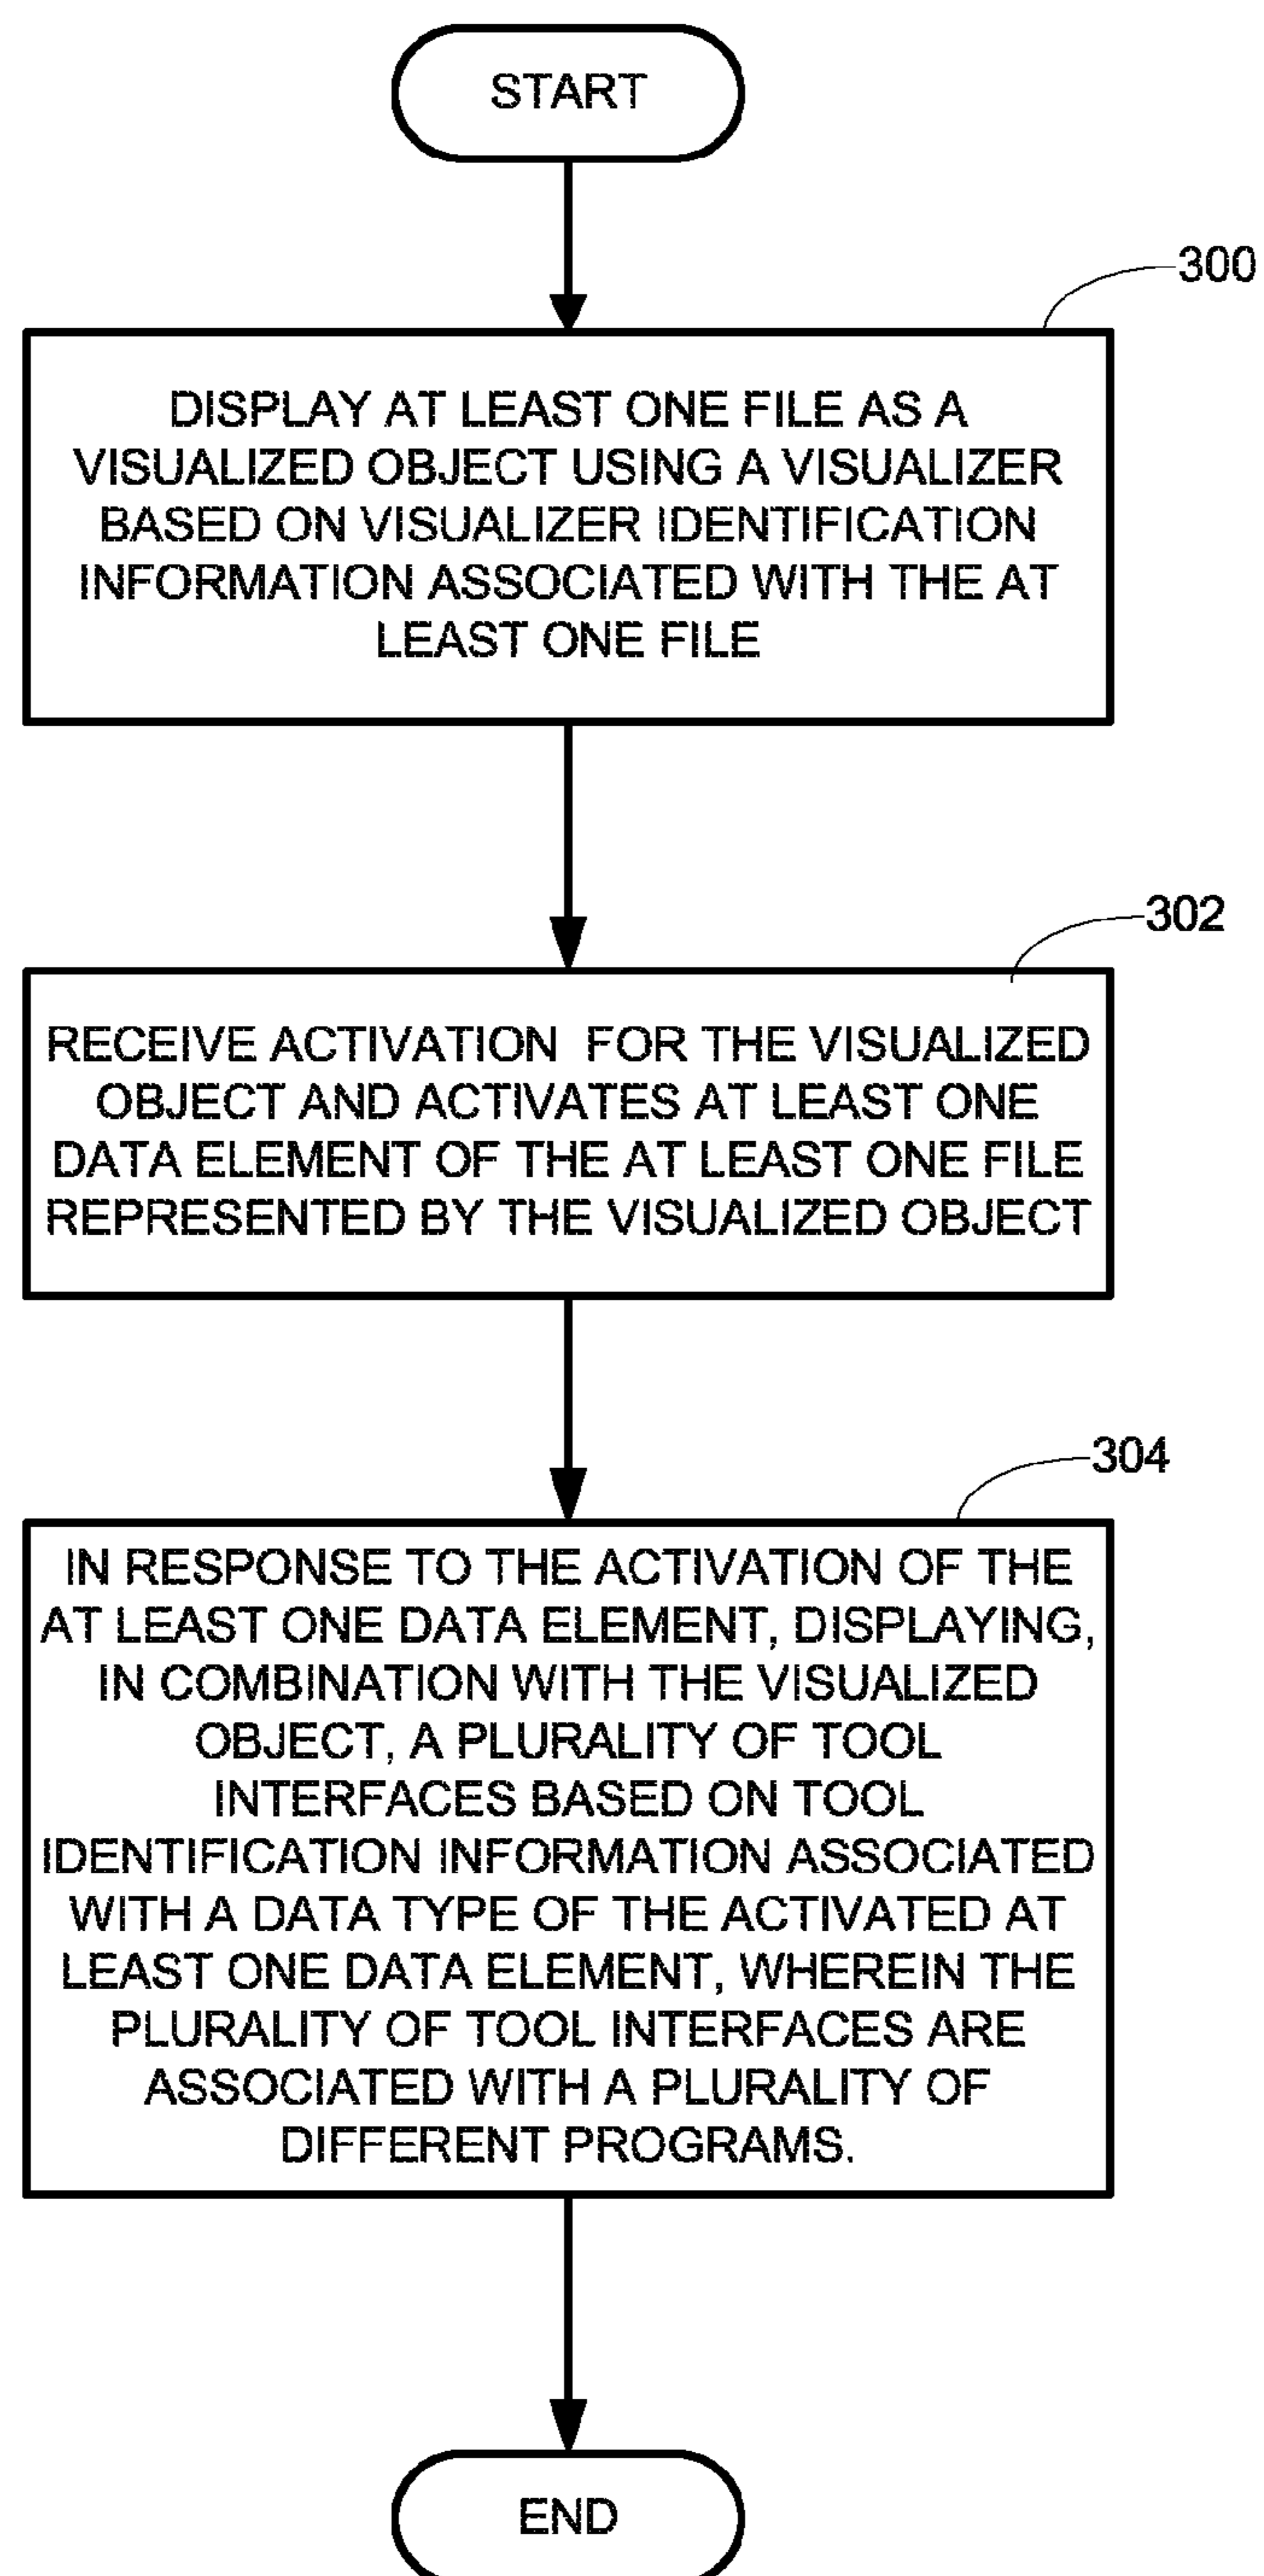 START
300
DISPLAY AT LEAST ONE FILE AS A
VISUALIZED OBJECT USING A VISUALIZER
BASED ON VISUALIZER IDENTIFICATION
INFORMATION ASSOCIATED WITH THE AT
LEAST ONE FILE
302
RECEIVE ACTIVATION FOR THE VISUALIZED
OBJECT AND ACTIVATES AT LEAST ONE
DATA ELEMENT OF THE AT LEAST ONE FILE
REPRESENTED BY THE VISUALIZED OBJECT
304
IN RESPONSE TO THE ACTIVATION OF THE
AT LEAST ONE DATA ELEMENT, DISPLAYING,
IN COMBINATION WITH THE VISUALIZED
OBJECT, A PLURALITY OF TOOL
INTERFACES BASED ON TOOL
IDENTIFICATION INFORMATION ASSOCIATED
WITH A DATA TYPE OF THE ACTIVATED AT
LEAST ONE DATA ELEMENT, WHEREIN THE
PLURALITY OF TOOL INTERFACES ARE
ASSOCIATED WITH A PLURALITY OF
DIFFERENT PROGRAMS.
END